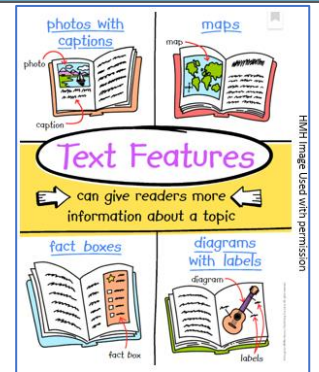 photos with
captions
photo
caption
maps
map
Text Features
can give readers more
information about a topic
fact boxes
fact box
diagrams
with labels
diagram
labels
HMH Image Used with permission